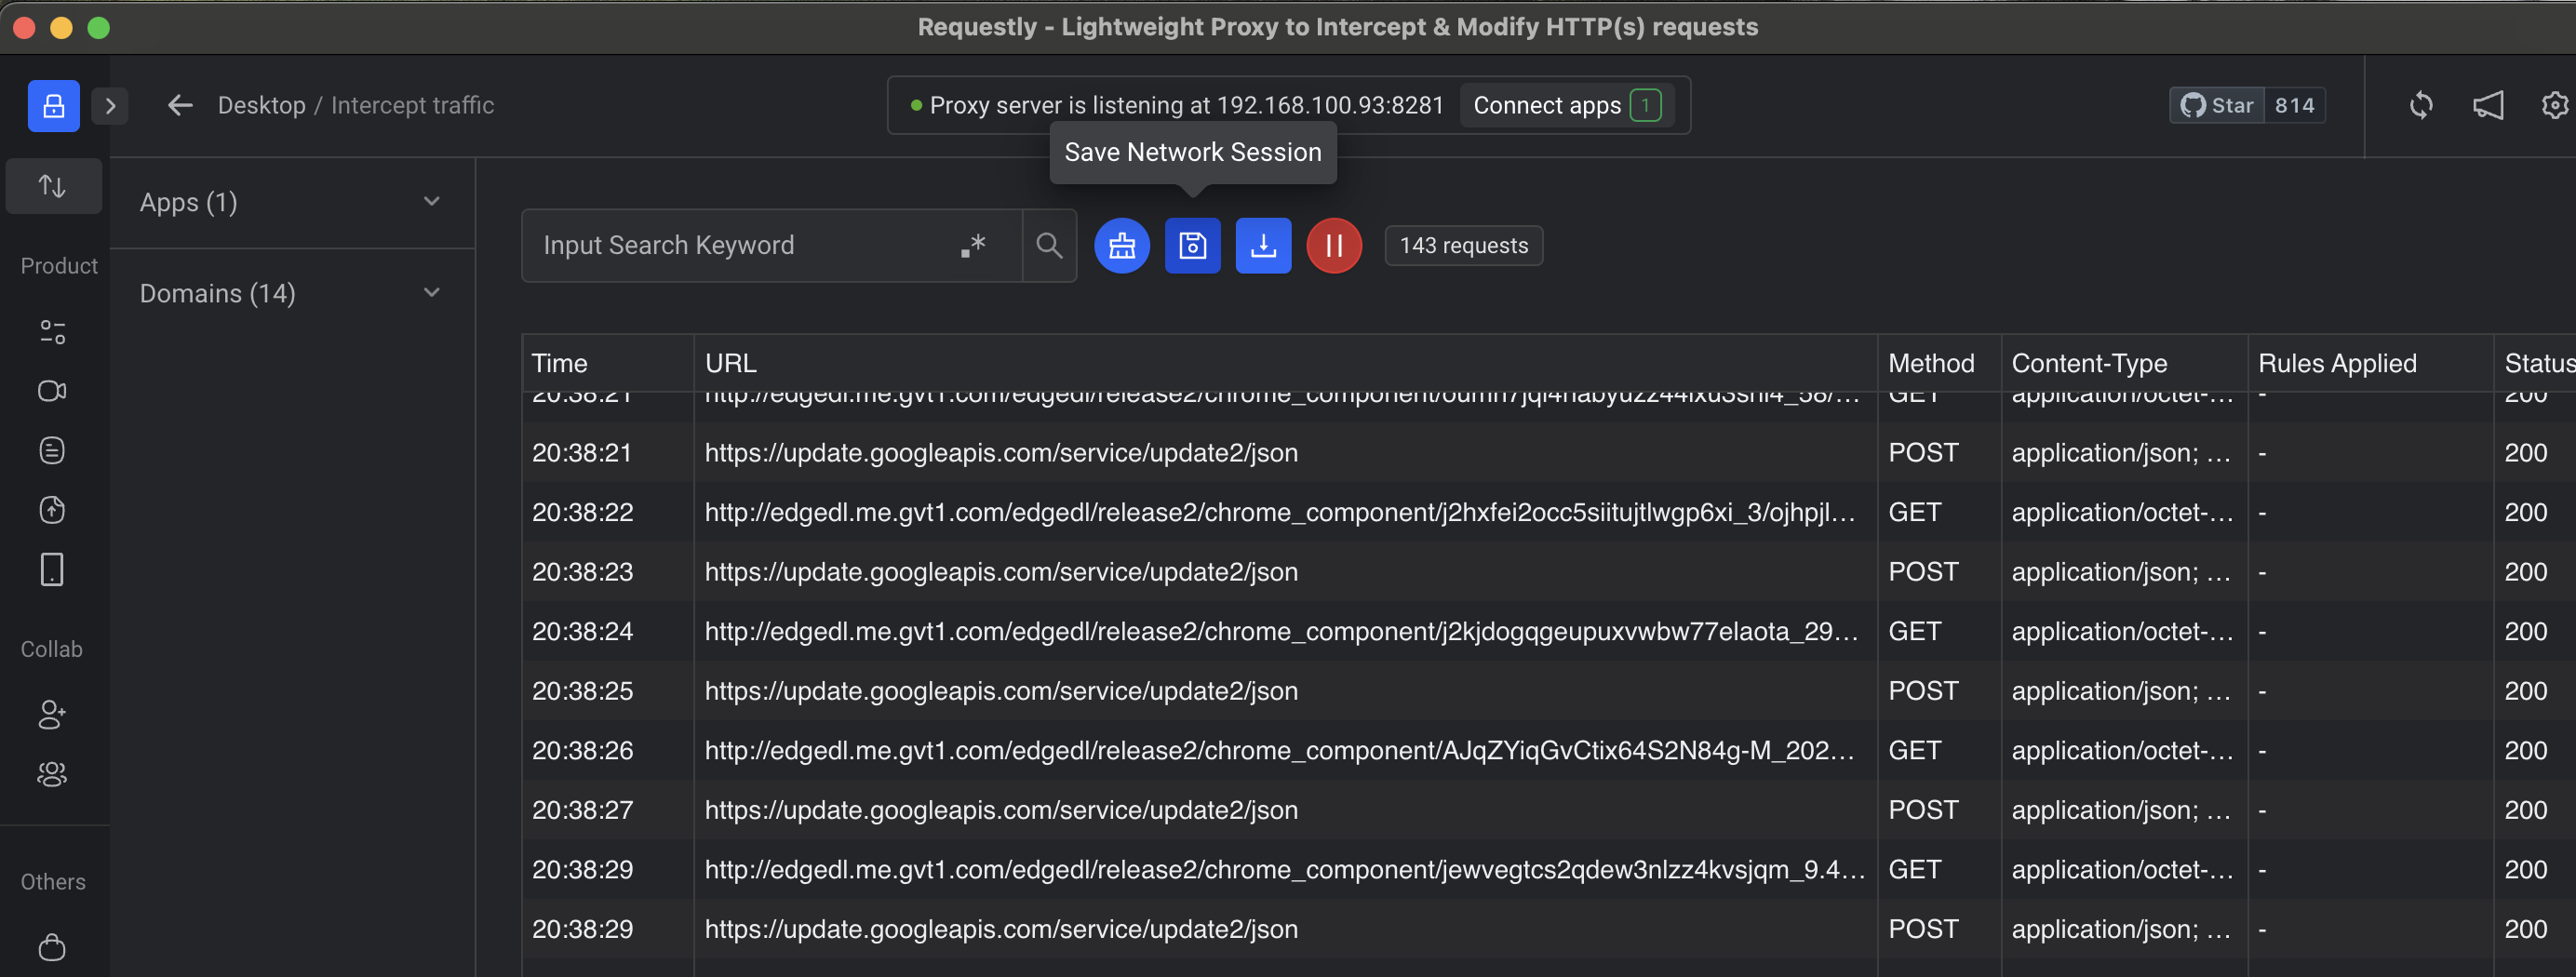 Requestly - Lightweight Proxy to Intercept & Modify HTTP(s) requests
Desktop / Intercept traffic
Proxy server is listening at 192.168.100.93:8281 Connect apps 1
Star 814
Save Network Session
Product
Collab
Others
Apps (1)
Domains (14)
Input Search Keyword .*
143 requests
Time URL Method Content-Type Rules Applied Status
20:38:21 GET application/octet-... - 200
20:38:21 https://update.googleapis.com/service/update2/json POST application/json; ... - 200
20:38:22 http://edgedl.me.gvt1.com/edgedl/release2/chrome_component/j2hxfei2occ5siitujtlwgp6xi_3/ojhpjl... GET application/octet-... - 200
20:38:23 https://update.googleapis.com/service/update2/json POST application/json; ... - 200
20:38:24 http://edgedl.me.gvt1.com/edgedl/release2/chrome_component/j2kjdogqgeupuxvwbw77elaota_29... GET application/octet-... - 200
20:38:25 https://update.googleapis.com/service/update2/json POST application/json; ... - 200
20:38:26 http://edgedl.me.gvt1.com/edgedl/release2/chrome_component/AJqZYiqGvCtix64S2N84g-M_202... GET application/octet-... - 200
20:38:27 https://update.googleapis.com/service/update2/json POST application/json; ... - 200
20:38:29 http://edgedl.me.gvt1.com/edgedl/release2/chrome_component/jewvegtcs2qdew3nlzz4kvsjqm_9.4... GET application/octet-... - 200
20:38:29 https://update.googleapis.com/service/update2/json POST application/json; ... - 200